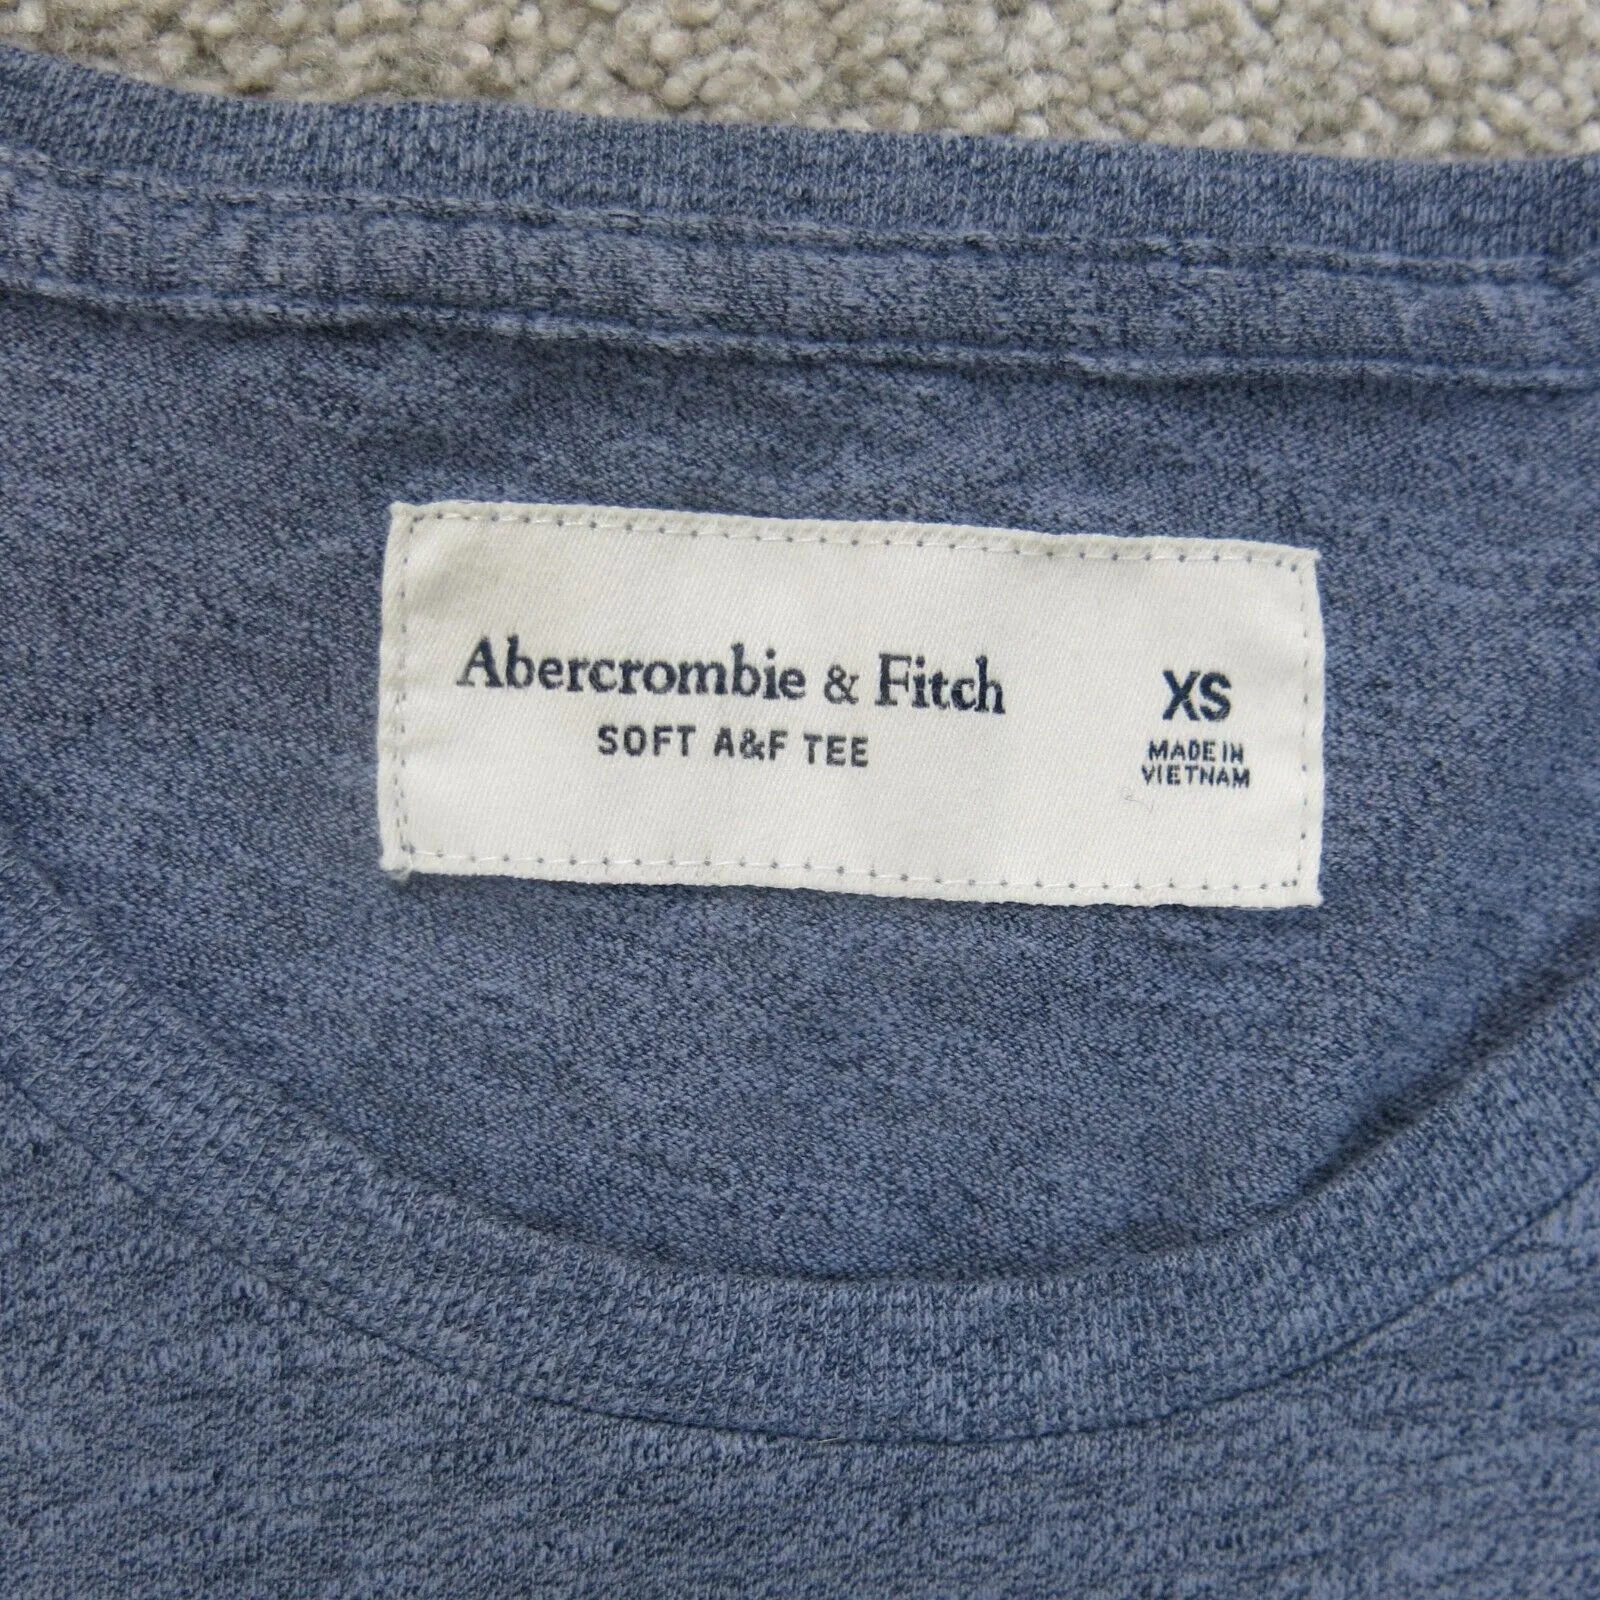 Abercrombie & Fitch
SOFT A&F TEE
XS
MADE IN
VIETNAM